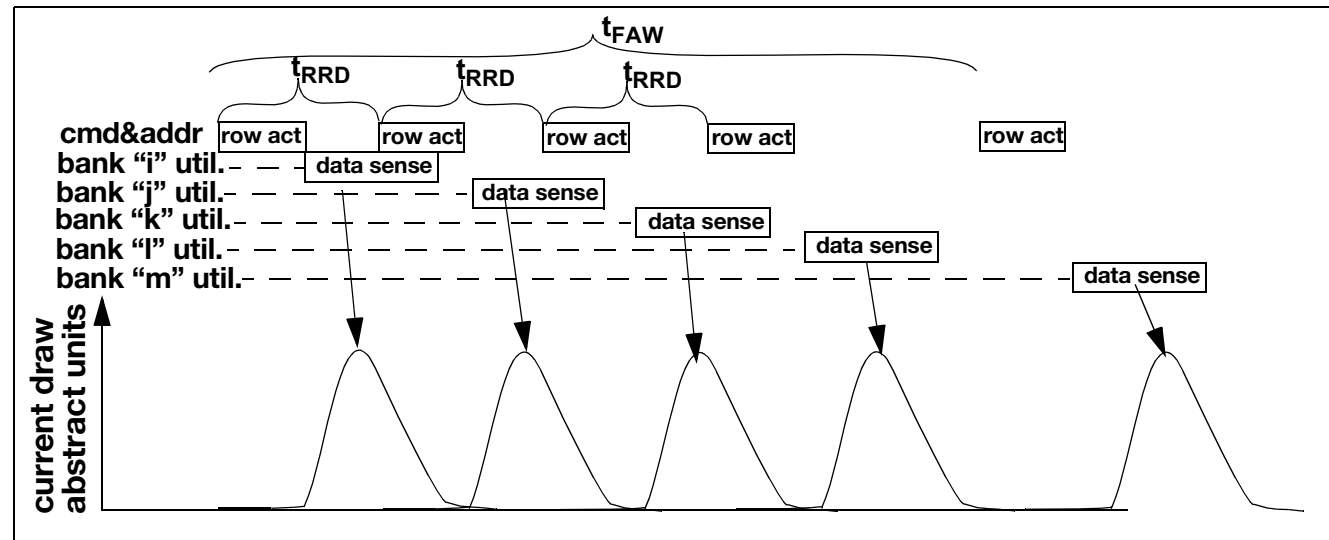 tFAW
tRRD tRRD tRRD
cmd&addr row act row act row act row act row act
bank “i” util. data sense
bank “j” util. data sense
bank “k” util. data sense
bank “l” util. data sense
bank “m” util. data sense
current draw
abstract units